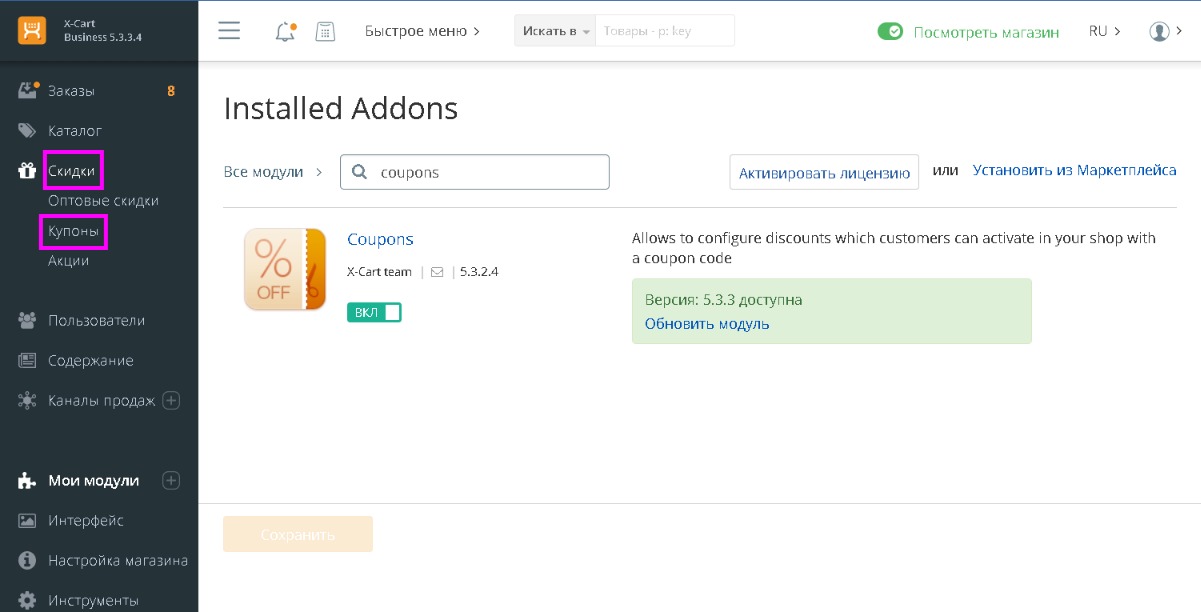 X-Cart
Business 5.3.3.4
Быстрое меню
Искать в
Товары - p: key
Посмотреть магазин
RU
Заказы
8
Каталог
Скидки
Оптовые скидки
Купоны
Акции
Пользователи
Содержание
Каналы продаж
Мои модули
Интерфейс
Настройка магазина
Инструменты
Installed Addons
Все модули
coupons
Активировать лицензию
или
Установить из Маркетплейса
% OFF
Coupons
X-Cart team | | 5.3.2.4
ВКЛ
Allows to configure discounts which customers can activate in your shop with
a coupon code
Версия: 5.3.3 доступна
Обновить модуль
Сохранить